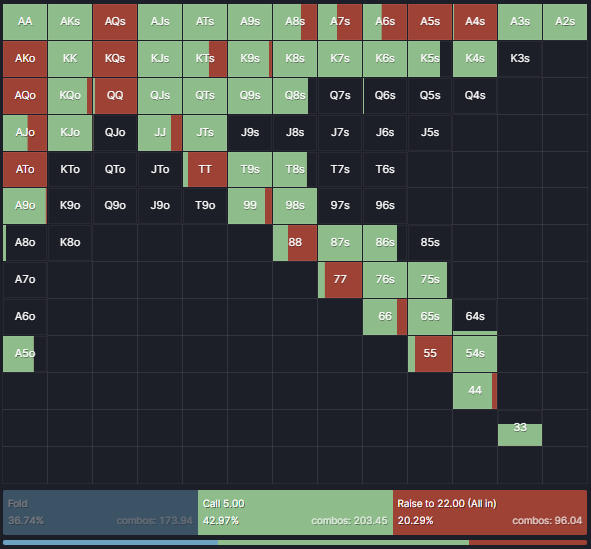 AA AKs AQs AJs ATs A9s A8s A7s A6s A5s A4s A3s A2s
AKo KK KQs KJs KTs K9s K8s K7s K6s K5s K4s K3s
AQo KQo QQ QJs QTs Q9s Q8s Q7s Q6s Q5s Q4s
AJo KJo QJo JJ JTs J9s J8s J7s J6s J5s
ATo KTo QTo JTo TT T9s T8s T7s T6s
A9o K9o Q9o J9o T9o 99 98s 97s 96s
A8o K8o 88 87s 86s 85s
A7o 77 76s 75s
A6o 66 65s 64s
A5o 55 54s
44
33
Fold Call 5.00 Raise to 22.00 (All in)
36.74% combos: 173.94 42.97% combos: 203.45 20.29% combos: 96.04